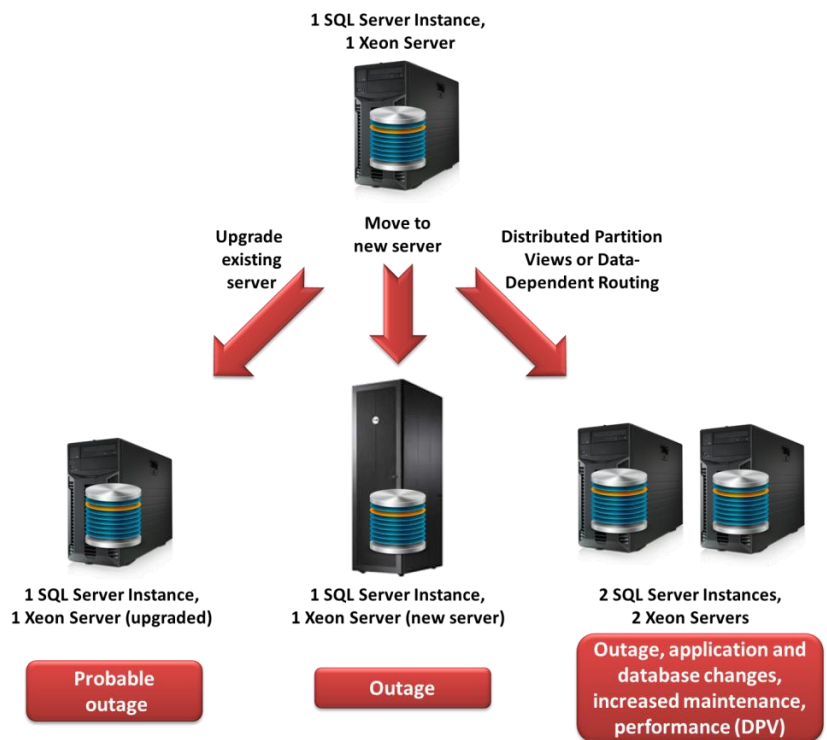 1 SQL Server Instance,
1 Xeon Server
Upgrade
existing
server
Move to
new server
Distributed Partition
Views or Data-
Dependent Routing
1 SQL Server Instance,
1 Xeon Server (upgraded)
1 SQL Server Instance,
1 Xeon Server (new server)
2 SQL Server Instances,
2 Xeon Servers
Probable
outage
Outage
Outage, application and
database changes,
increased maintenance,
performance (DPV)